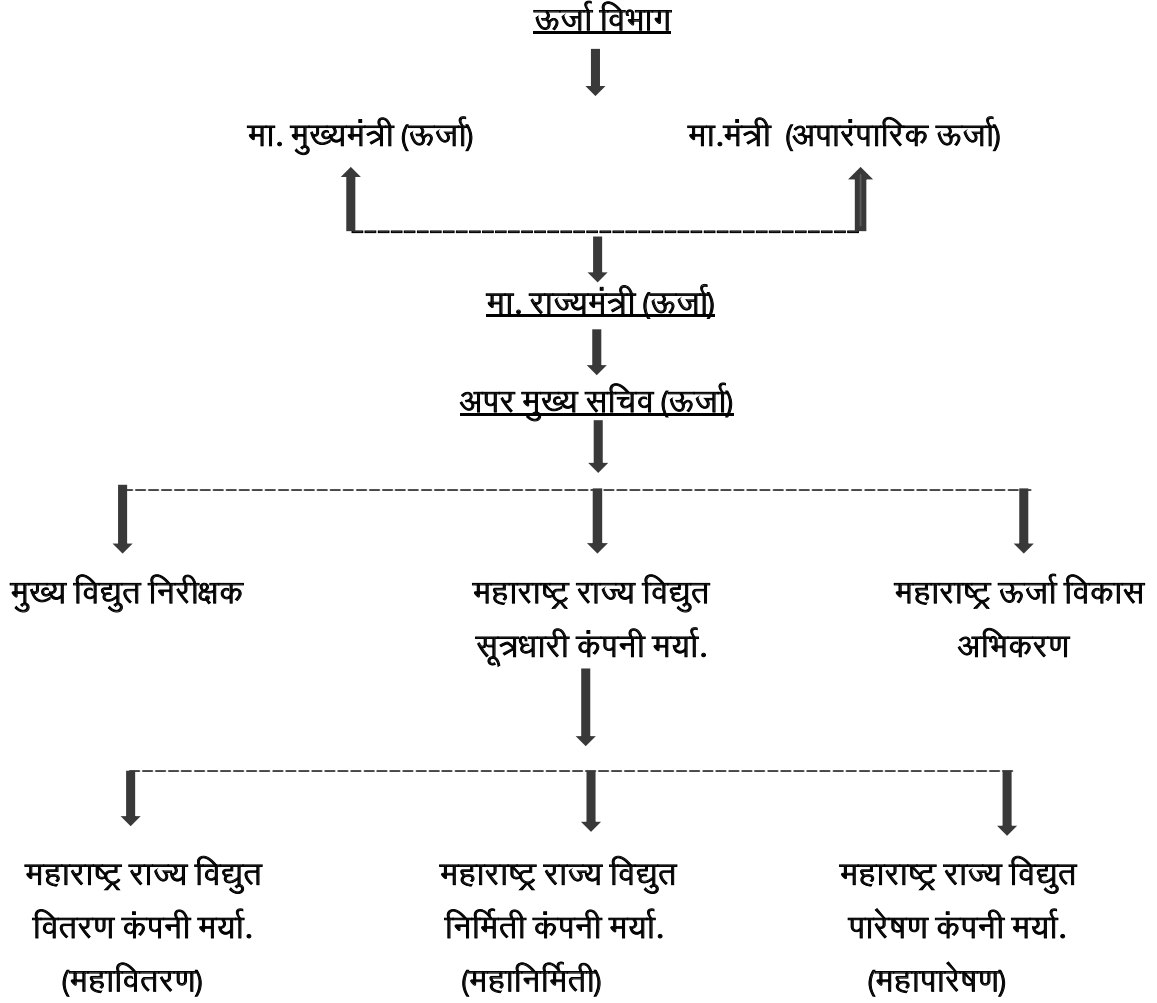 ऊर्जा विभाग
मा. मुख्यमंत्री (ऊर्जा)
मा.मंत्री (अपारंपारिक ऊर्जा)
मा. राज्यमंत्री (ऊर्जा)
अपर मुख्य सचिव (ऊर्जा)
मुख्य विद्युत निरीक्षक
महाराष्ट्र राज्य विद्युत
सूत्रधारी कंपनी मर्या.
महाराष्ट्र ऊर्जा विकास
अभिकरण
महाराष्ट्र राज्य विद्युत
वितरण कंपनी मर्या.
(महावितरण)
महाराष्ट्र राज्य विद्युत
निर्मिती कंपनी मर्या.
(महानिर्मिती)
महाराष्ट्र राज्य विद्युत
पारेषण कंपनी मर्या.
(महापारेषण)